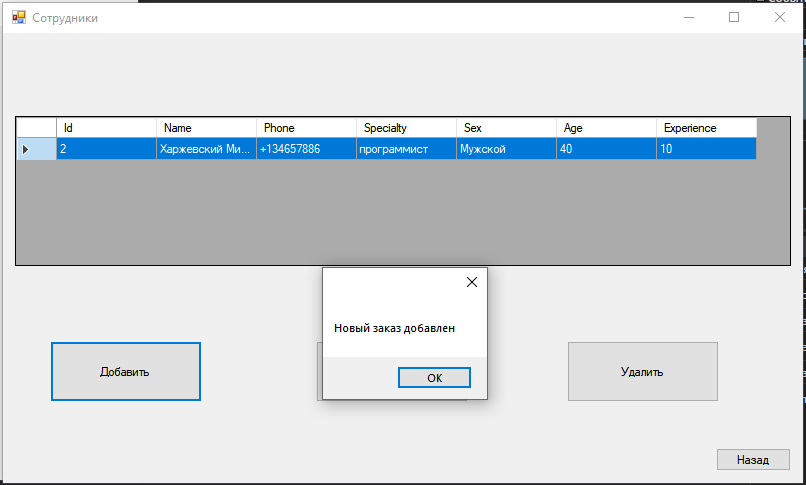 Сотрудники
Id Name Phone Specialty Sex Age Experience
2 Харжевский Ми... +134657886 программист Мужской 40 10
Новый заказ добавлен
OK
Добавить
Удалить
Назад